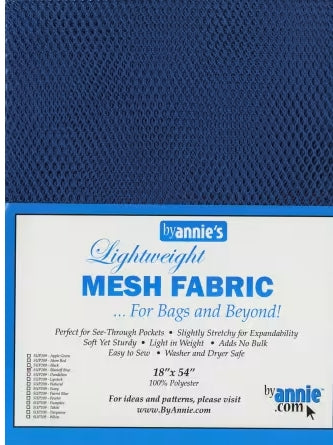 byannie's
Lightweight
MESH FABRIC
...For Bags and Beyond!
Perfect for See-Through Pockets • Slightly Stretchy for Expandability
Soft Yet Sturdy • Light in Weight • Adds No Bulk
Easy to Sew • Washer and Dryer Safe
18"x 54"
100% Polyester
For ideas and patterns, please visit
www.ByAnnie.com
by annie
.com